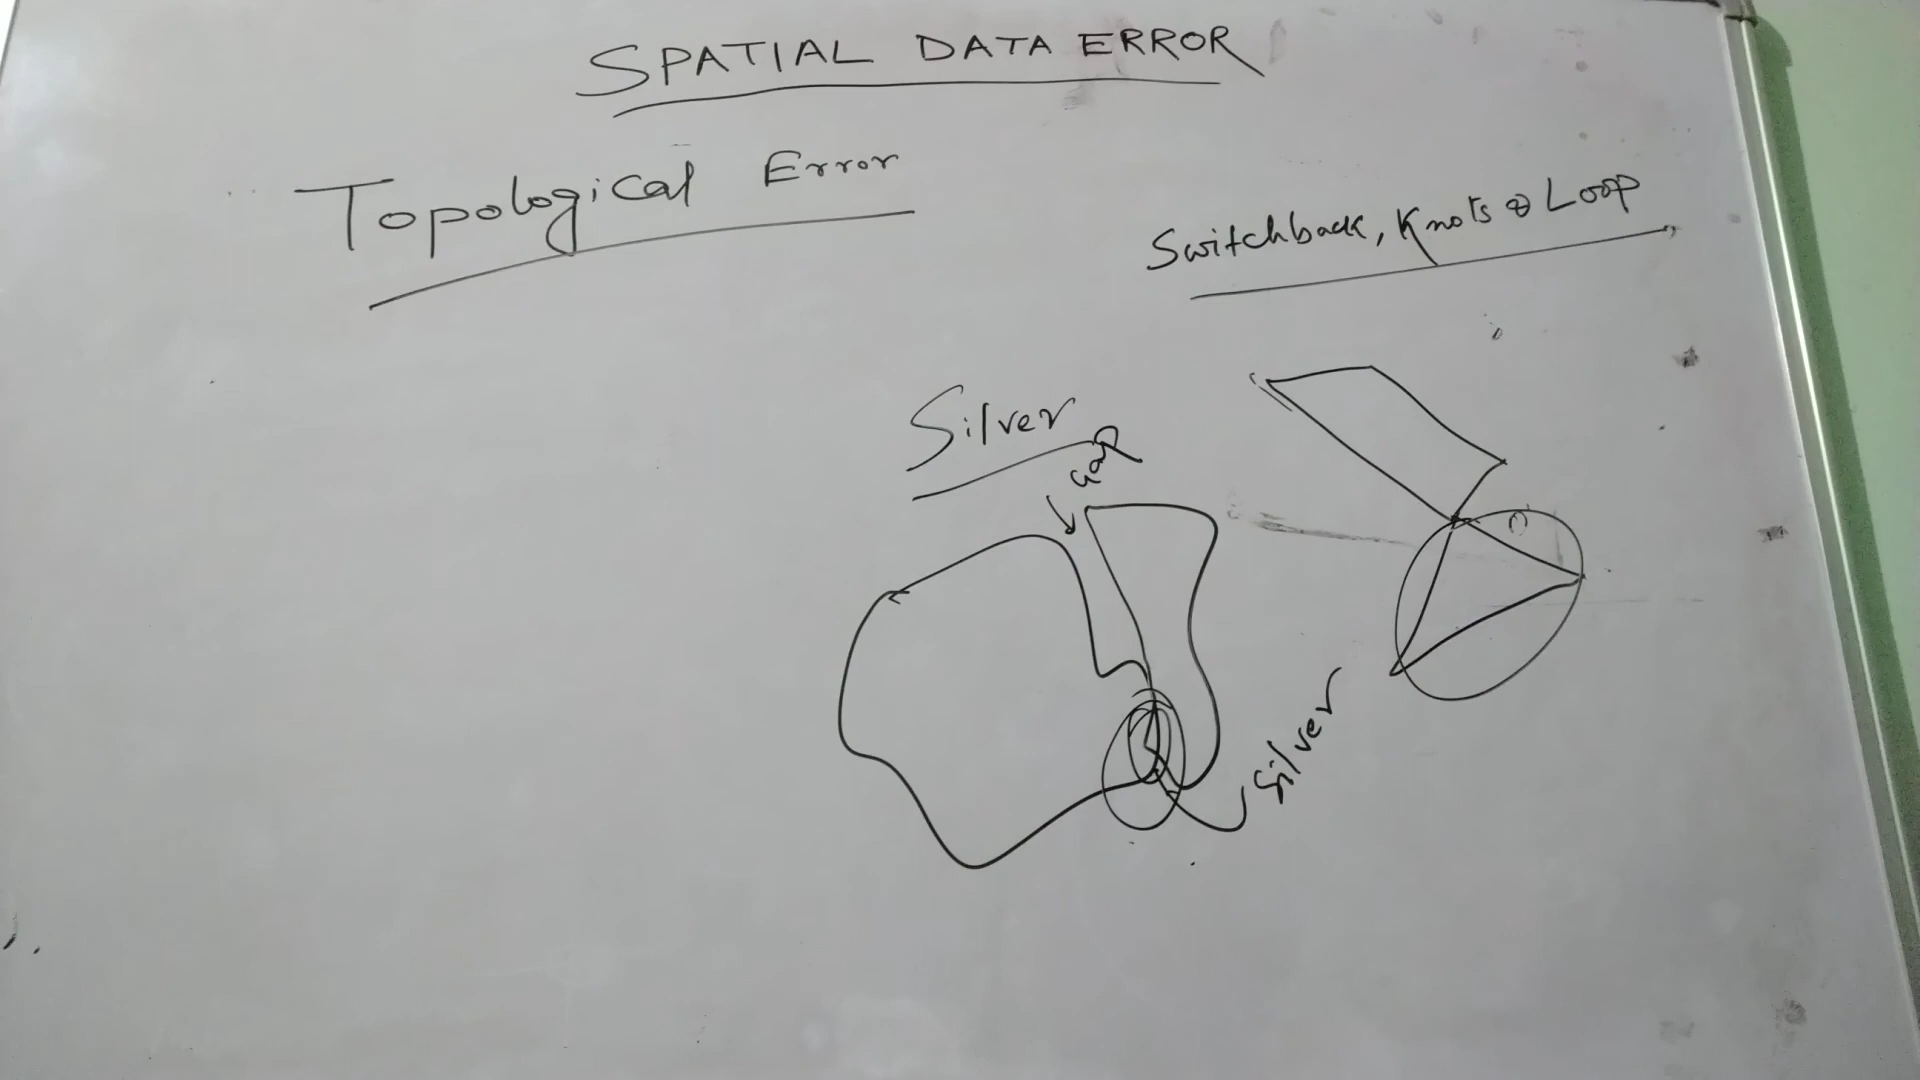 SPATIAL DATA ERROR
Topological Error
Switchback, Knots & Loop
Silver
Gap
Silver